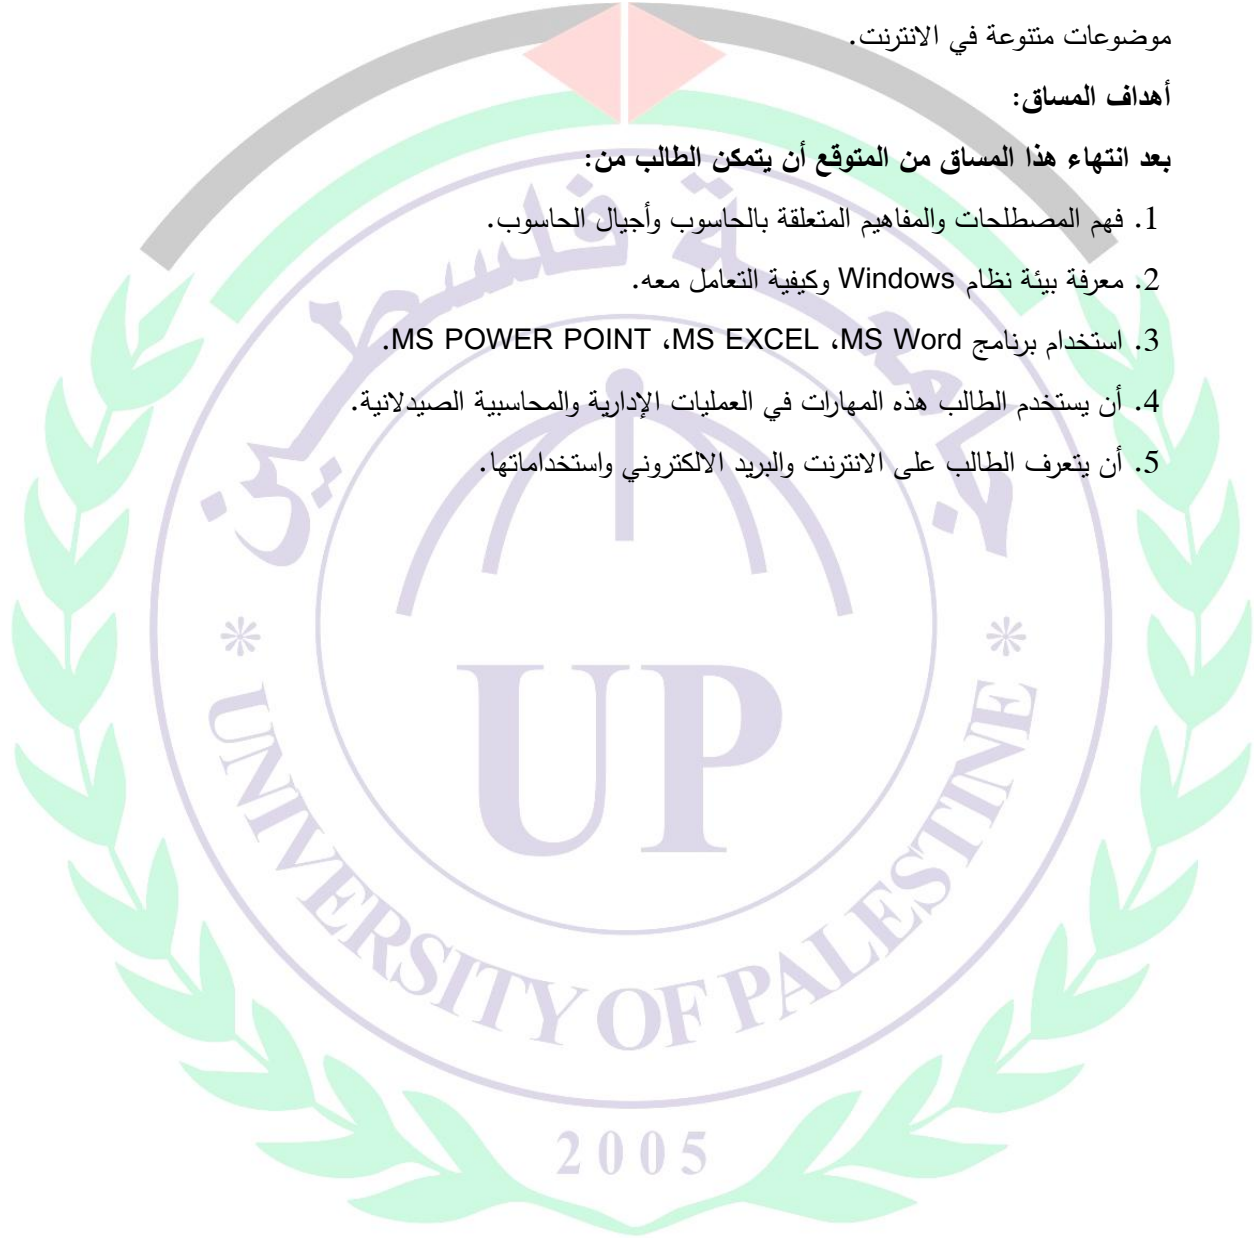 موضوعات متنوعة في الانترنت.
أهداف المساق:
بعد انتهاء هذا المساق من المتوقع أن يتمكن الطالب من:
1. فهم المصطلحات والمفاهيم المتعلقة بالحاسوب وأجيال الحاسوب.
2. معرفة بيئة نظام Windows وكيفية التعامل معه.
3. استخدام برنامج MS Word، MS EXCEL، MS POWER POINT.
4. أن يستخدم الطالب هذه المهارات في العمليات الإدارية والمحاسبية الصيدلانية.
5. أن يتعرف الطالب على الانترنت والبريد الالكتروني واستخداماتها.
جامعة فلسطين
UP
UNIVERSITY OF PALESTINE
2005